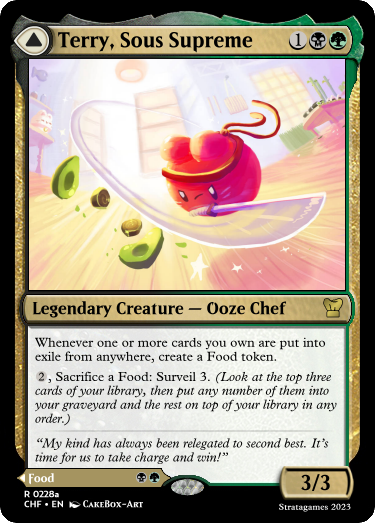 Terry, Sous Supreme 1
Legendary Creature — Ooze Chef
Whenever one or more cards you own are put into
exile from anywhere, create a Food token.
2, Sacrifice a Food: Surveil 3. (Look at the top three
cards of your library, then put any number of them into
your graveyard and the rest on top of your library in any
order.)
“My kind has always been relegated to second best. It’s
time for us to take charge and win!”
Food
3/3
R 0228a
CHF • EN CakeBox-Art
Stratagames 2023